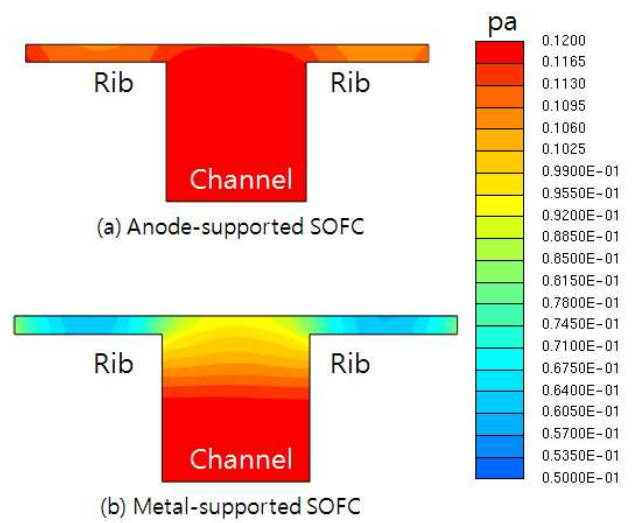 pa
Rib
Rib
Channel
(a) Anode-supported SOFC
Rib
Rib
Channel
(b) Metal-supported SOFC
0.1200
0.1165
0.1130
0.1095
0.1060
0.1025
0.9900E-01
0.9550E-01
0.9200E-01
0.8850E-01
0.8500E-01
0.8150E-01
0.7800E-01
0.7450E-01
0.7100E-01
0.6750E-01
0.6400E-01
0.6050E-01
0.5700E-01
0.5350E-01
0.5000E-01